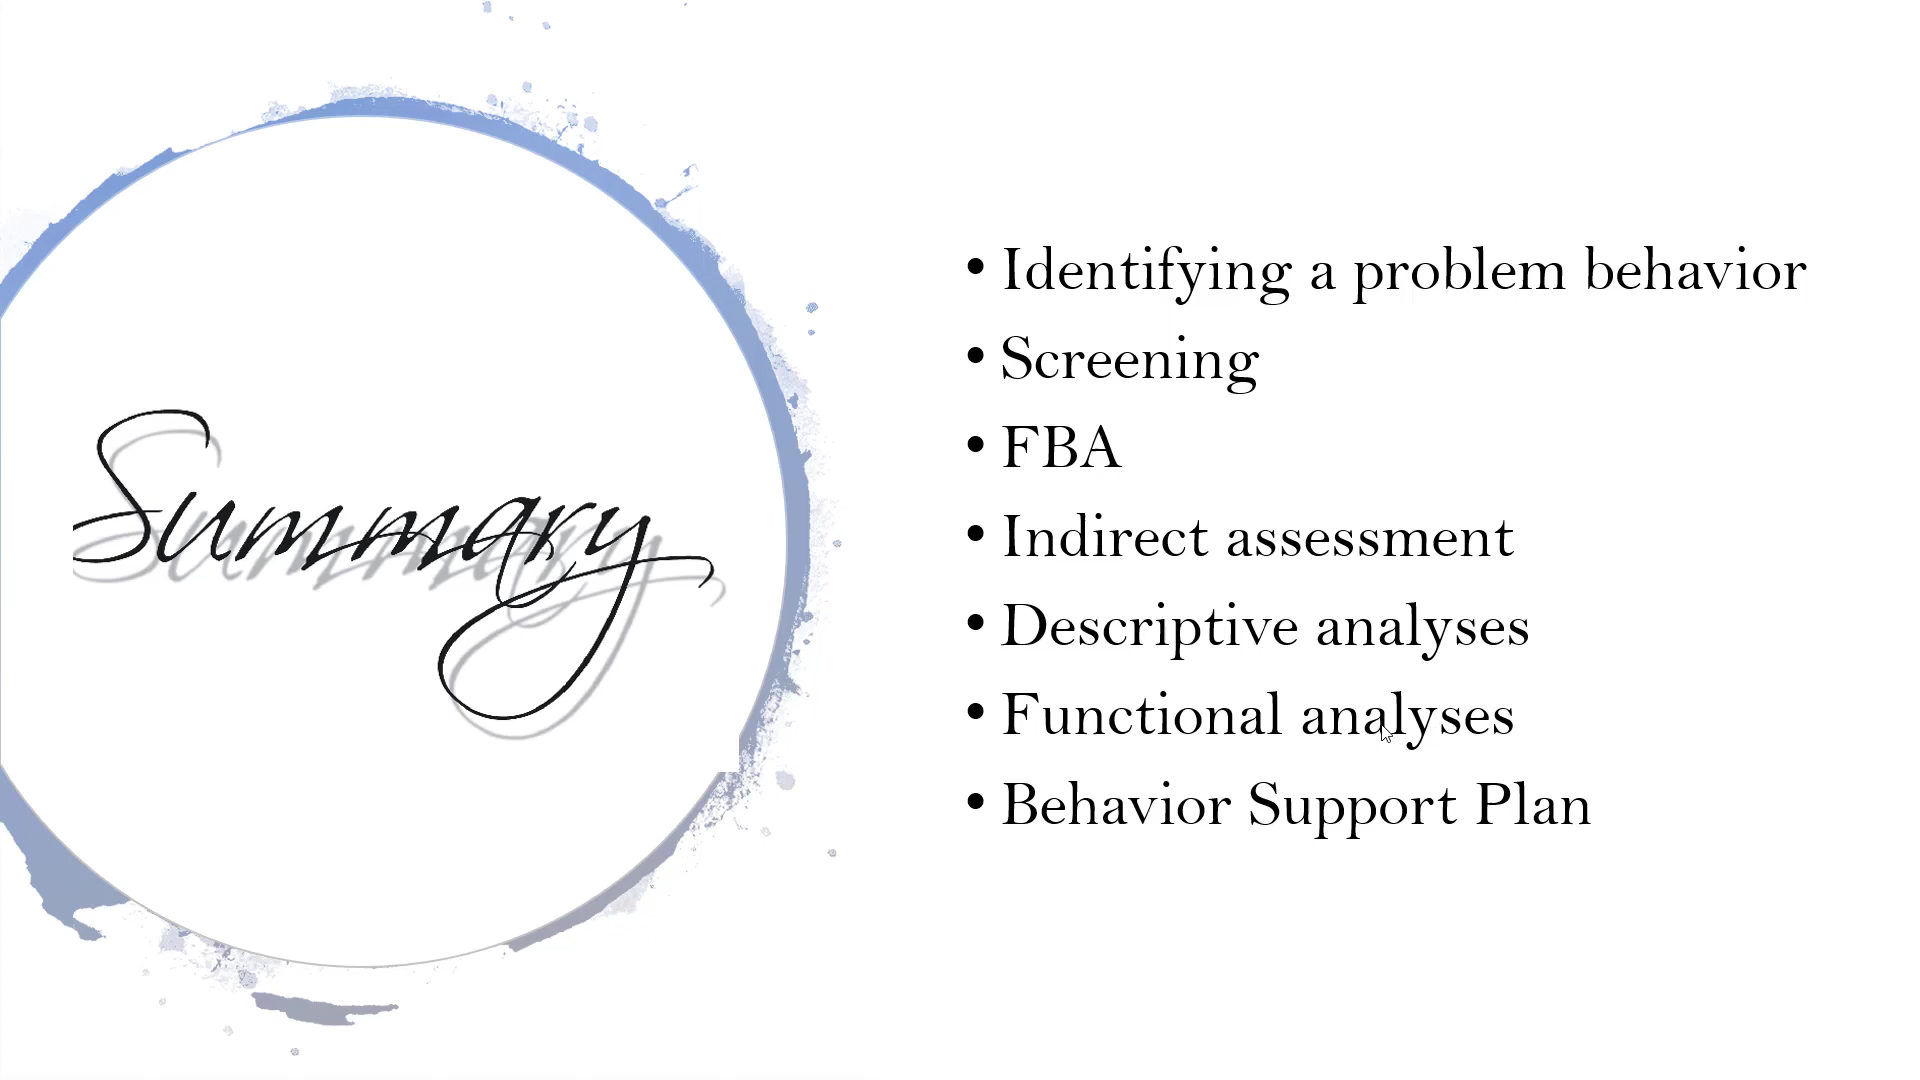 Summary
• Identifying a problem behavior
• Screening
• FBA
• Indirect assessment
• Descriptive analyses
• Functional analyses
• Behavior Support Plan